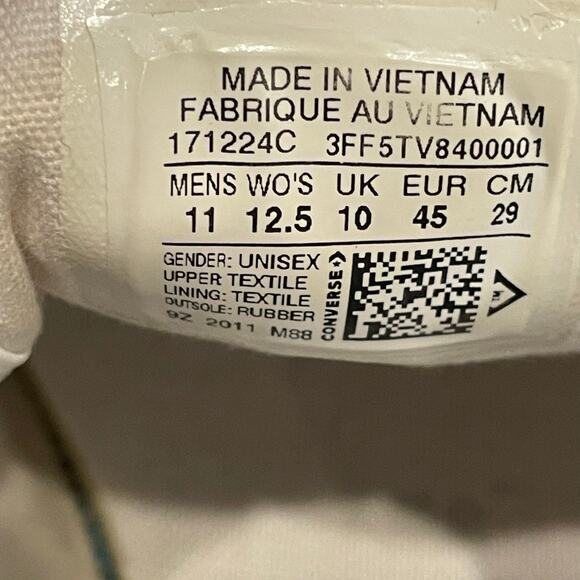 MADE IN VIETNAM
FABRIQUE AU VIETNAM
171224C 3FF5TV8400001
MENS WO'S UK EUR CM
11 12.5 10 45 29
GENDER: UNISEX
UPPER TEXTILE
LINING: TEXTILE
OUTSOLE: RUBBER
9Z 2011 M88
CONVERSE
TM